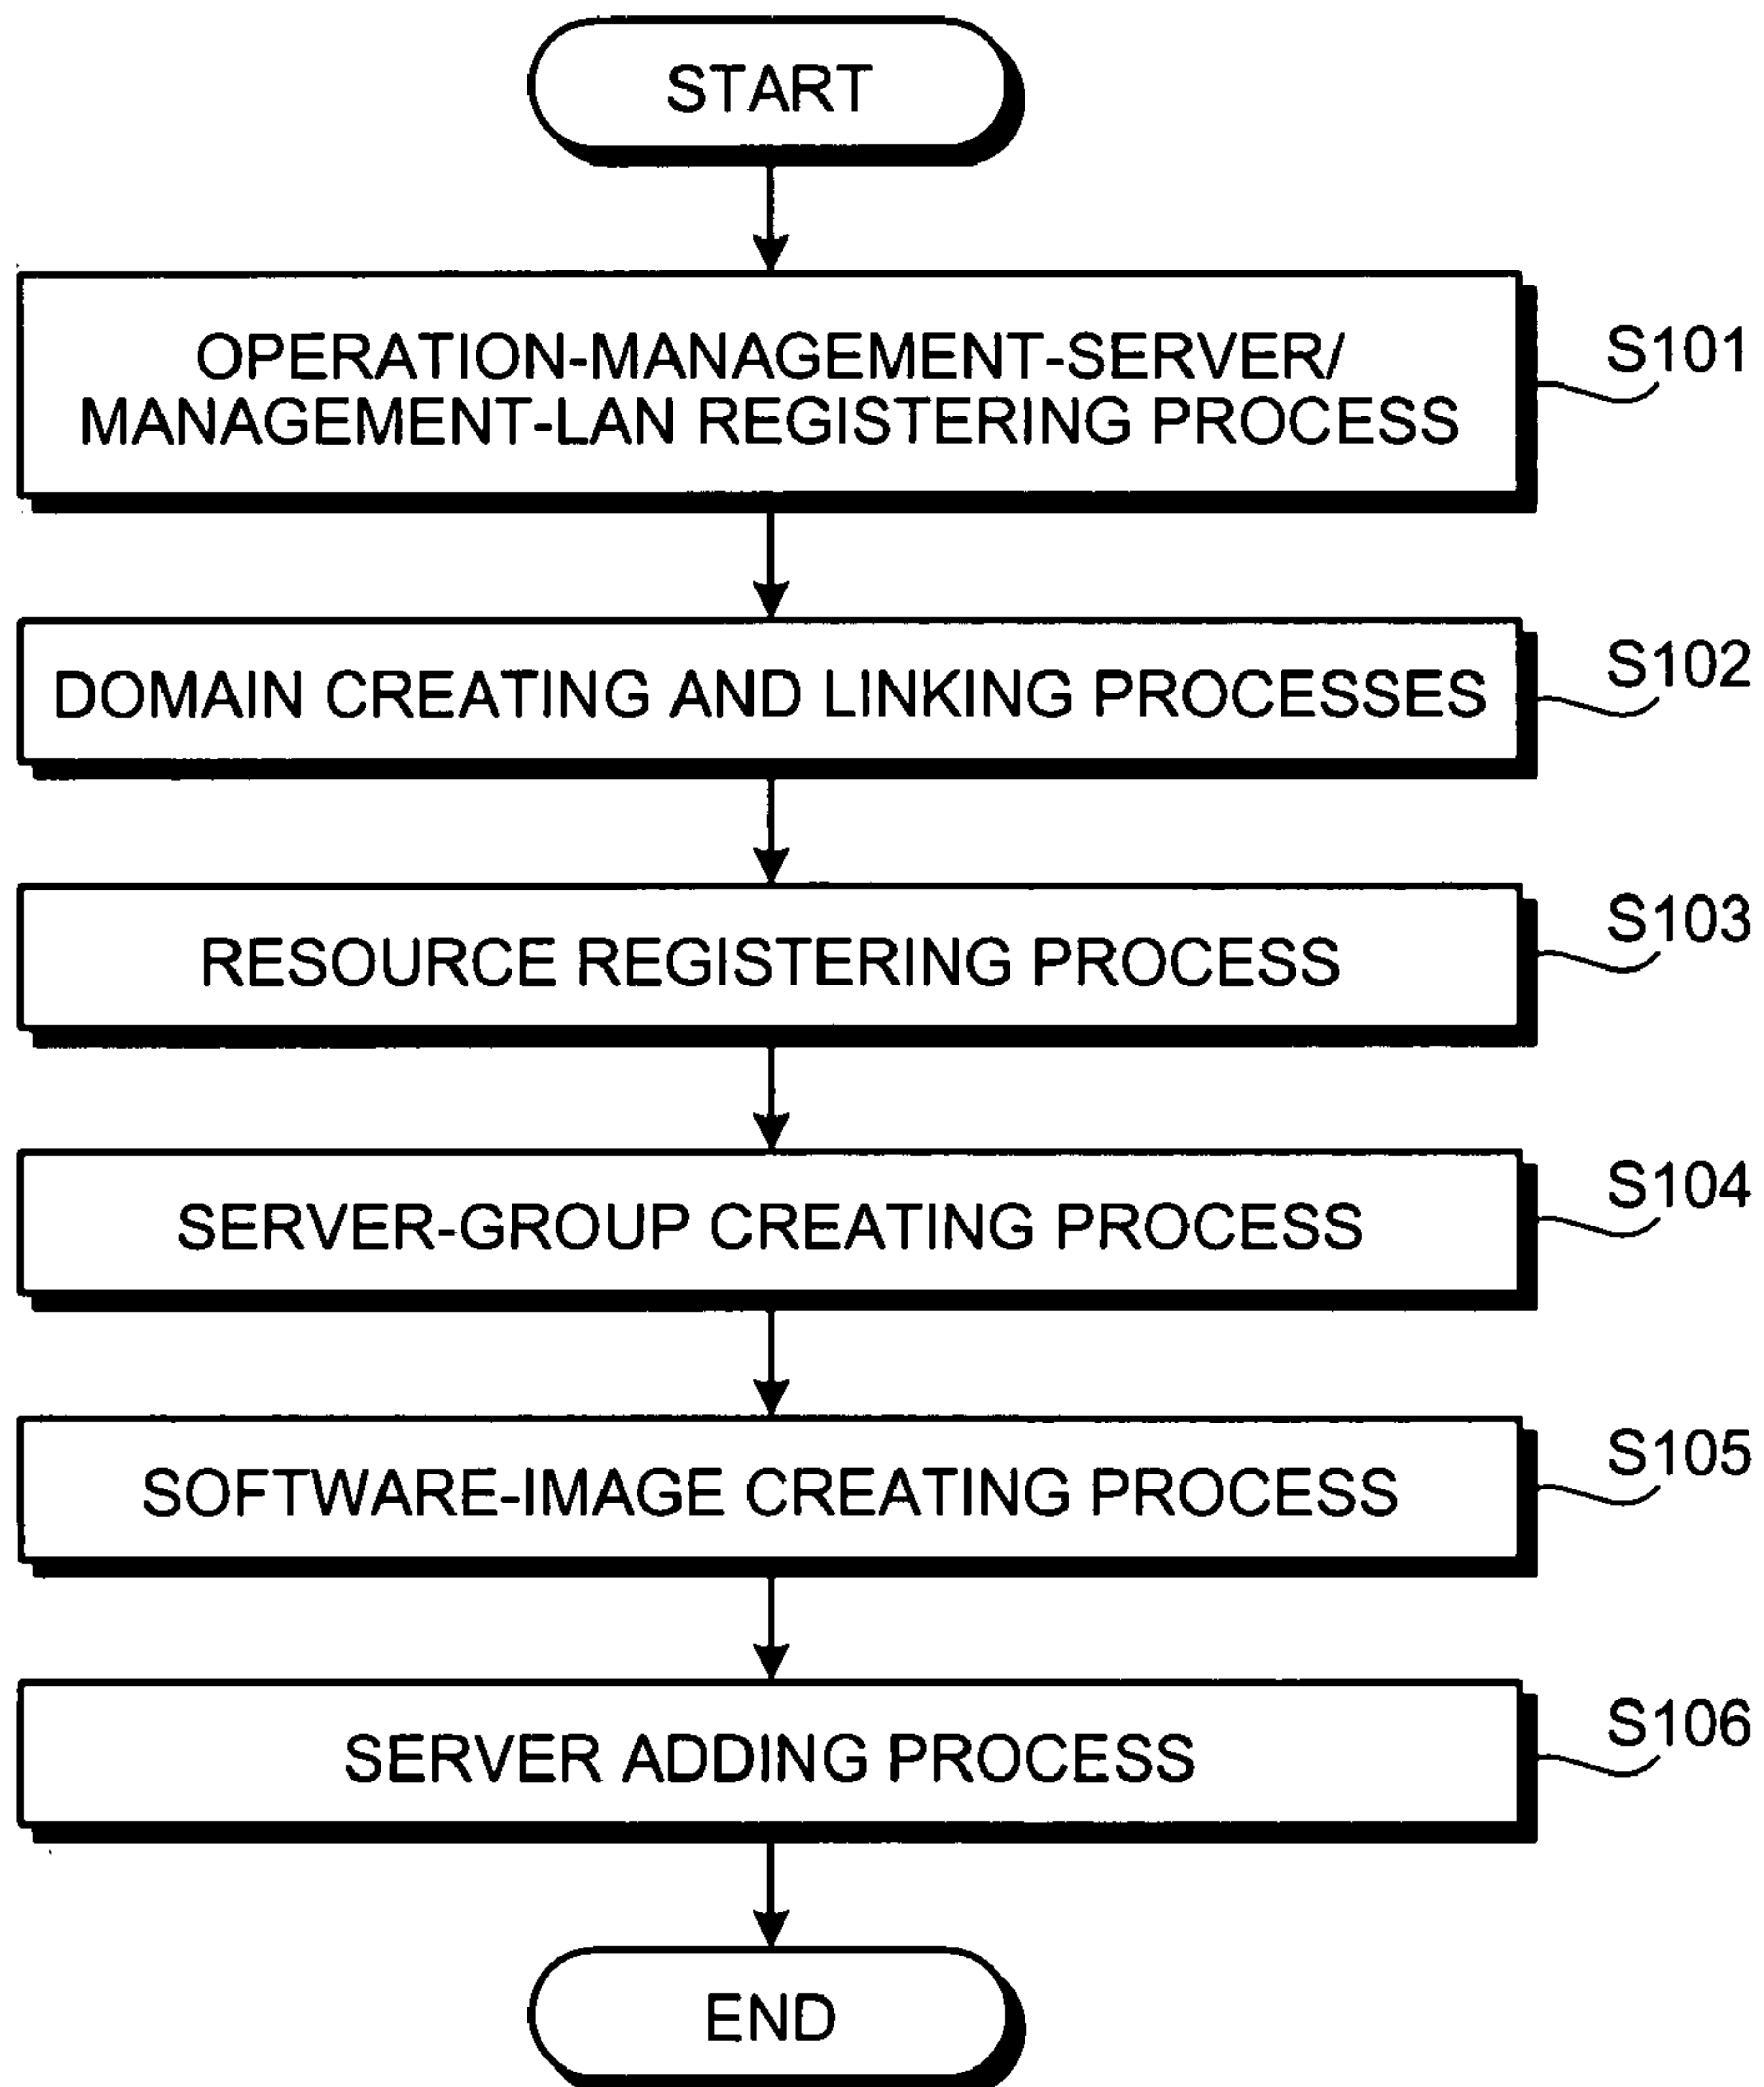 START
OPERATION-MANAGEMENT-SERVER/
MANAGEMENT-LAN REGISTERING PROCESS
S101
DOMAIN CREATING AND LINKING PROCESSES
S102
RESOURCE REGISTERING PROCESS
S103
SERVER-GROUP CREATING PROCESS
S104
SOFTWARE-IMAGE CREATING PROCESS
S105
SERVER ADDING PROCESS
S106
END